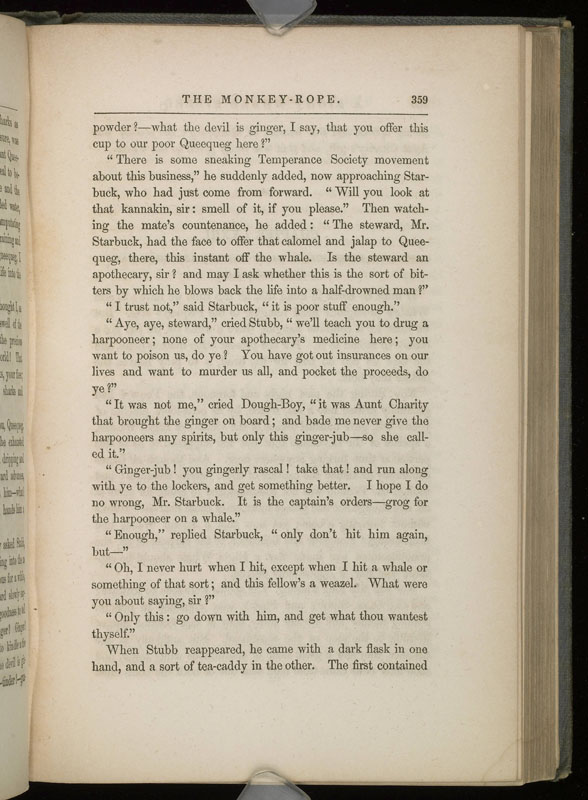 THE MONKEY-ROPE. 359
powder?—what the devil is ginger, I say, that you offer this
cup to our poor Queequeg here?"
"There is some sneaking Temperance Society movement
about this business," he suddenly added, now approaching Star-
buck, who had just come from forward. "Will you look at
that kannakin, sir: smell of it, if you please." Then watch-
ing the mate's countenance, he added: "The steward, Mr.
Starbuck, had the face to offer that calomel and jalap to Quee-
queg, there, this instant off the whale. Is the steward an
apothecary, sir? and may I ask whether this is the sort of bit-
ters by which he blows back the life into a half-drowned man?"
"I trust not," said Starbuck, "it is poor stuff enough."
"Aye, aye, steward," cried Stubb, "we'll teach you to drug a
harpooneer; none of your apothecary's medicine here; you
want to poison us, do ye? You have got out insurances on our
lives and want to murder us all, and pocket the proceeds, do
ye?"
"It was not me," cried Dough-Boy, "it was Aunt Charity
that brought the ginger on board; and bade me never give the
harpooneers any spirits, but only this ginger-jub—so she call-
ed it."
"Ginger-jub! you gingerly rascal! take that! and run along
with ye to the lockers, and get something better. I hope I do
no wrong, Mr. Starbuck. It is the captain's orders—grog for
the harpooneer on a whale."
"Enough," replied Starbuck, "only don't hit him again,
but—"
"Oh, I never hurt when I hit, except when I hit a whale or
something of that sort; and this fellow's a weazel. What were
you about saying, sir?"
"Only this: go down with him, and get what thou wantest
thyself."
When Stubb reappeared, he came with a dark flask in one
hand, and a sort of tea-caddy in the other. The first contained